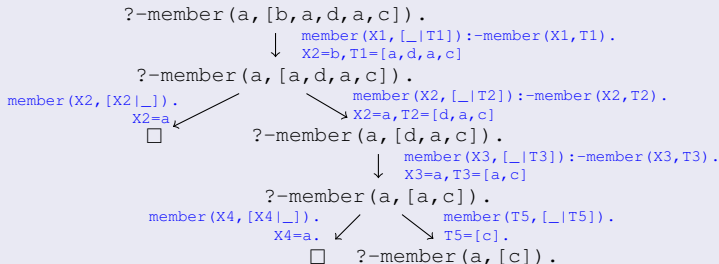 ?-member(a,[b,a,d,a,c]).
member(X1,[_|T1]):-member(X1,T1).
X2=b,T1=[a,d,a,c]
?-member(a,[a,d,a,c]).
member(X2,[X2|_]).
X2=a
member(X2,[_|T2]):-member(X2,T2).
X2=a,T2=[d,a,c]
□ ?-member(a,[d,a,c]).
member(X3,[_|T3]):-member(X3,T3).
X3=a,T3=[a,c]
?-member(a,[a,c]).
member(X4,[X4|_]).
X4=a.
member(T5,[_|T5]).
T5=[c].
□ ?-member(a,[c]).